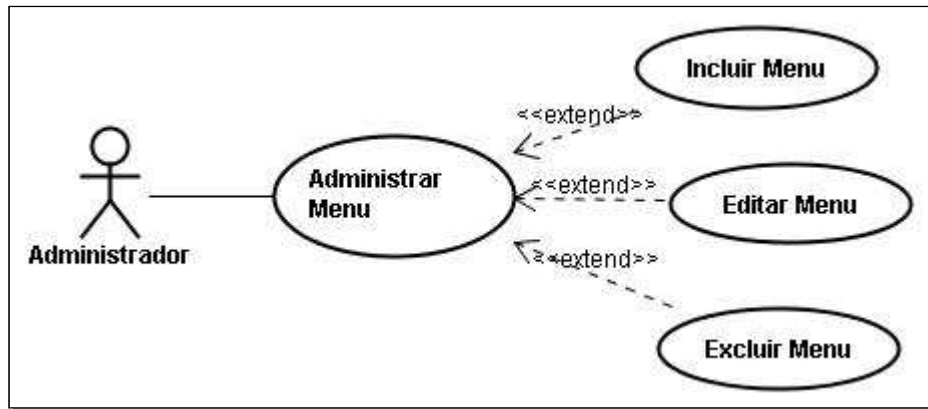 Incluir Menu
<<extend>>
Administrar
Menu
<<extend>>
Editar Menu
Administrador
<<extend>>
Excluir Menu